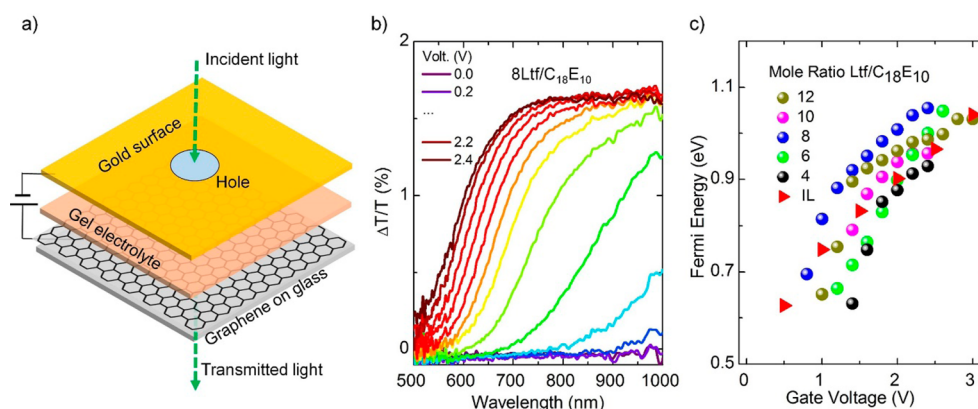 a)
Incident light
Gold surface
Hole
Gel electrolyte
Graphene on glass
Transmitted light
b)
2
1
0
ΔT/T (%)
Volt. (V)
0.0
0.2
...
2.2
2.4
8Ltf/C18E10
500 600 700 800 900 1000
Wavelength (nm)
c)
1.1
0.9
0.7
0.5
Fermi Energy (eV)
Mole Ratio Ltf/C18E10
12
10
8
6
4
IL
0 1 2 3
Gate Voltage (V)